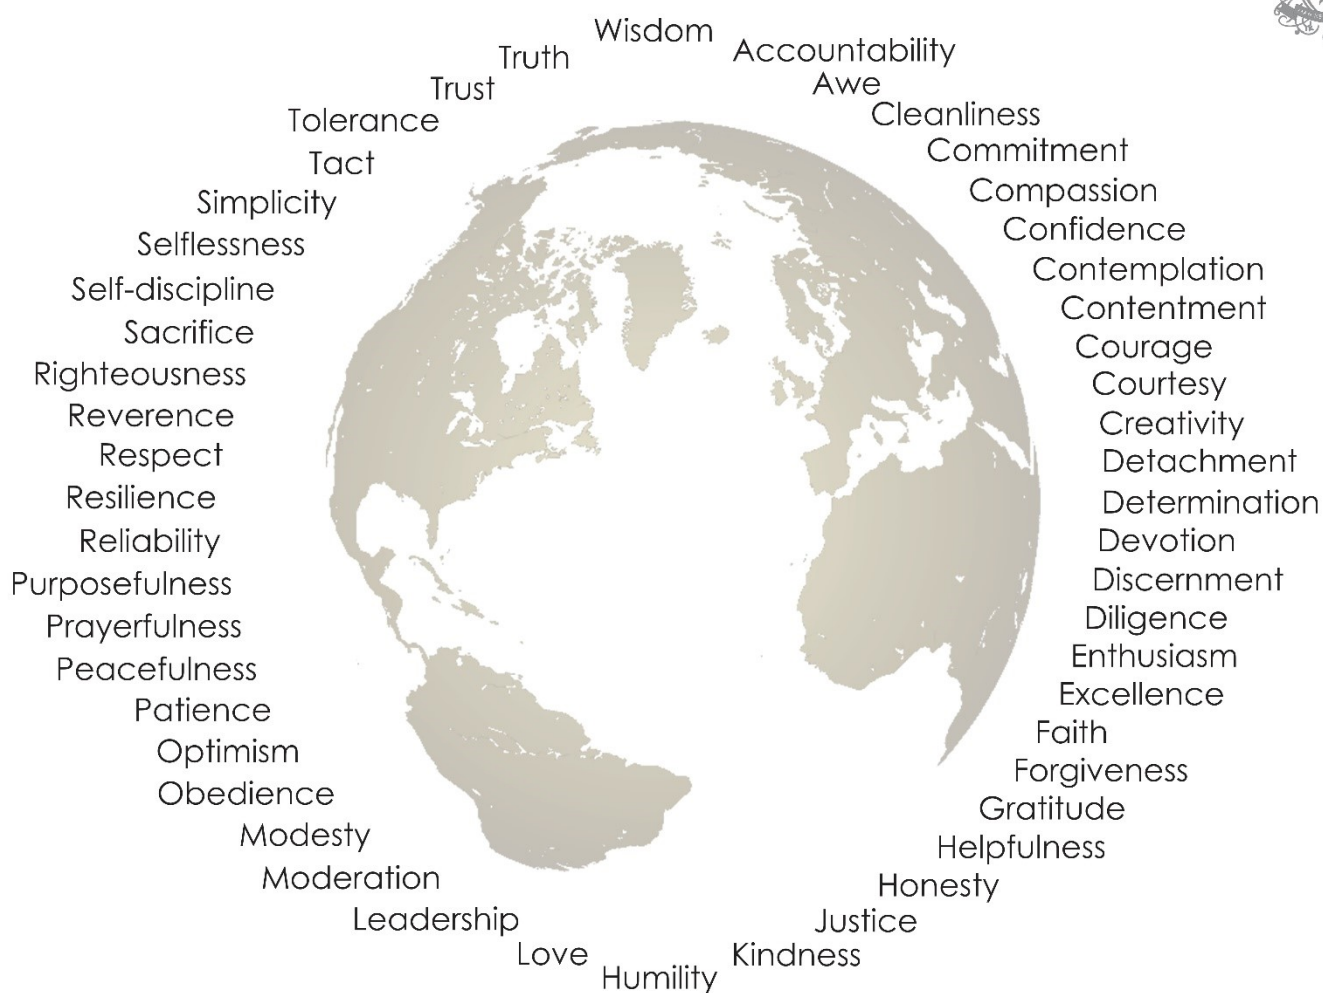 Wisdom
Accountability
Awe
Cleanliness
Commitment
Compassion
Confidence
Contemplation
Contentment
Courage
Courtesy
Creativity
Detachment
Determination
Devotion
Discernment
Diligence
Enthusiasm
Excellence
Faith
Forgiveness
Gratitude
Helpfulness
Honesty
Justice
Kindness
Humility
Love
Leadership
Moderation
Modesty
Obedience
Optimism
Patience
Peacefulness
Prayerfulness
Purposefulness
Reliability
Resilience
Respect
Reverence
Righteousness
Sacrifice
Self-discipline
Selflessness
Simplicity
Tact
Tolerance
Trust
Truth